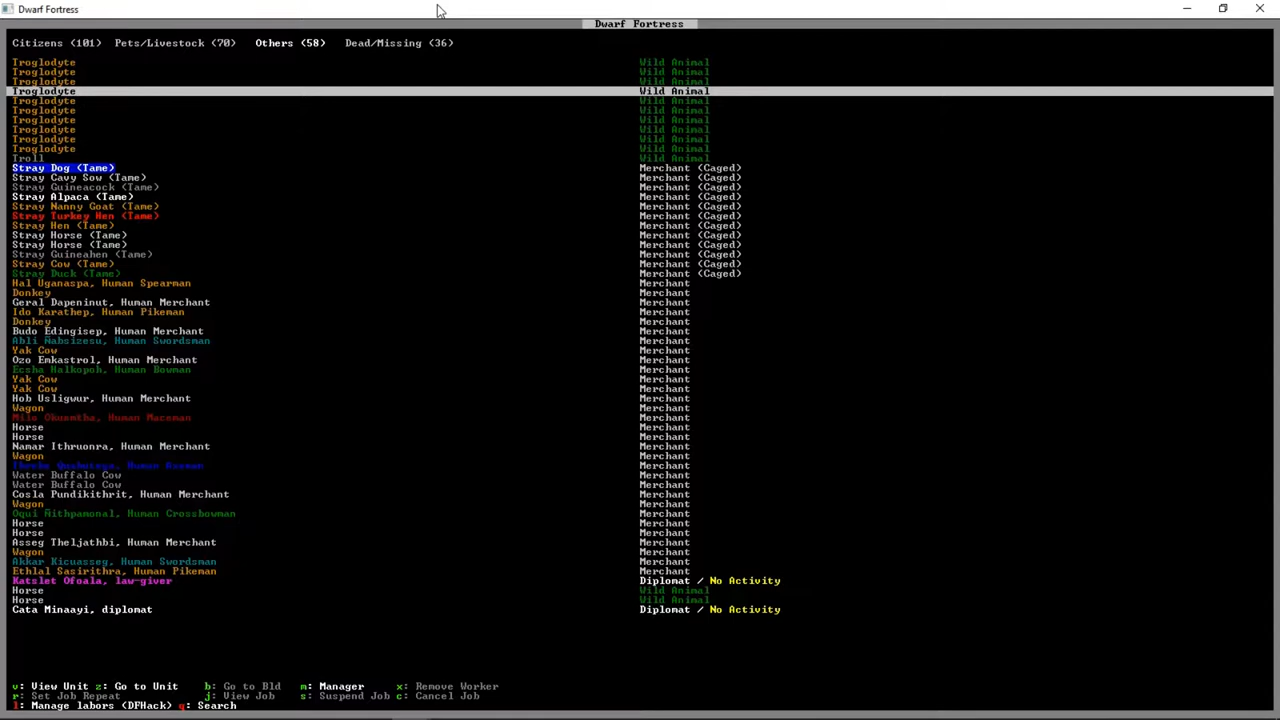 Dwarf Fortress
Dwarf Fortress
Citizens (101) Pets/Livestock (70) Others (58) Dead/Missing (36)
Troglodyte Wild Animal
Troglodyte Wild Animal
Troglodyte Wild Animal
Troglodyte Wild Animal
Troglodyte Wild Animal
Troglodyte Wild Animal
Troglodyte Wild Animal
Troglodyte Wild Animal
Troglodyte Wild Animal
Troglodyte Wild Animal
Troll Wild Animal
Stray Dog (Tame) Merchant (Caged)
Stray Cavy Sow (Tame) Merchant (Caged)
Stray Guineacock (Tame) Merchant (Caged)
Stray Alpaca (Tame) Merchant (Caged)
Stray Nanny Goat (Tame) Merchant (Caged)
Stray Turkey Hen (Tame) Merchant (Caged)
Stray Hen (Tame) Merchant (Caged)
Stray Horse (Tame) Merchant (Caged)
Stray Horse (Tame) Merchant (Caged)
Stray Guineahen (Tame) Merchant (Caged)
Stray Cow (Tame) Merchant (Caged)
Stray Duck (Tame) Merchant (Caged)
Hal Uganaspa, Human Spearman Merchant
Donkey Merchant
Geral Dapeninut, Human Merchant Merchant
Ido Karathep, Human Pikeman Merchant
Donkey Merchant
Budo Edingisep, Human Merchant Merchant
Abli Ñabsizesu, Human Swordsman Merchant
Yak Cow Merchant
Ozo Emkastrol, Human Merchant Merchant
Ecsha Halkopoh, Human Bowman Merchant
Yak Cow Merchant
Yak Cow Merchant
Hob Usligwur, Human Merchant Merchant
Wagon Merchant
Human Maceman Merchant
Horse Merchant
Horse Merchant
Namar Ithruonra, Human Merchant Merchant
Wagon Merchant
Human Axeman Merchant
Water Buffalo Cow Merchant
Water Buffalo Cow Merchant
Cosla Pundikithrit, Human Merchant Merchant
Wagon Merchant
Human Crossbowman Merchant
Horse Merchant
Horse Merchant
Asseg Theljathbi, Human Merchant Merchant
Wagon Merchant
Akkar Kicuasseg, Human Swordsman Merchant
Ethlal Sasirithra, Human Pikeman Merchant
Katslet Ofoala, law-giver Diplomat / No Activity
Horse Wild Animal
Horse Wild Animal
Cata Minaayi, diplomat Diplomat / No Activity
v: View Unit z: Go to Unit b: Go to Bld m: Manager x: Remove Worker
r: Set Job Repeat j: View Job s: Suspend Job c: Cancel Job
l: Manage labors (DFHack) q: Search